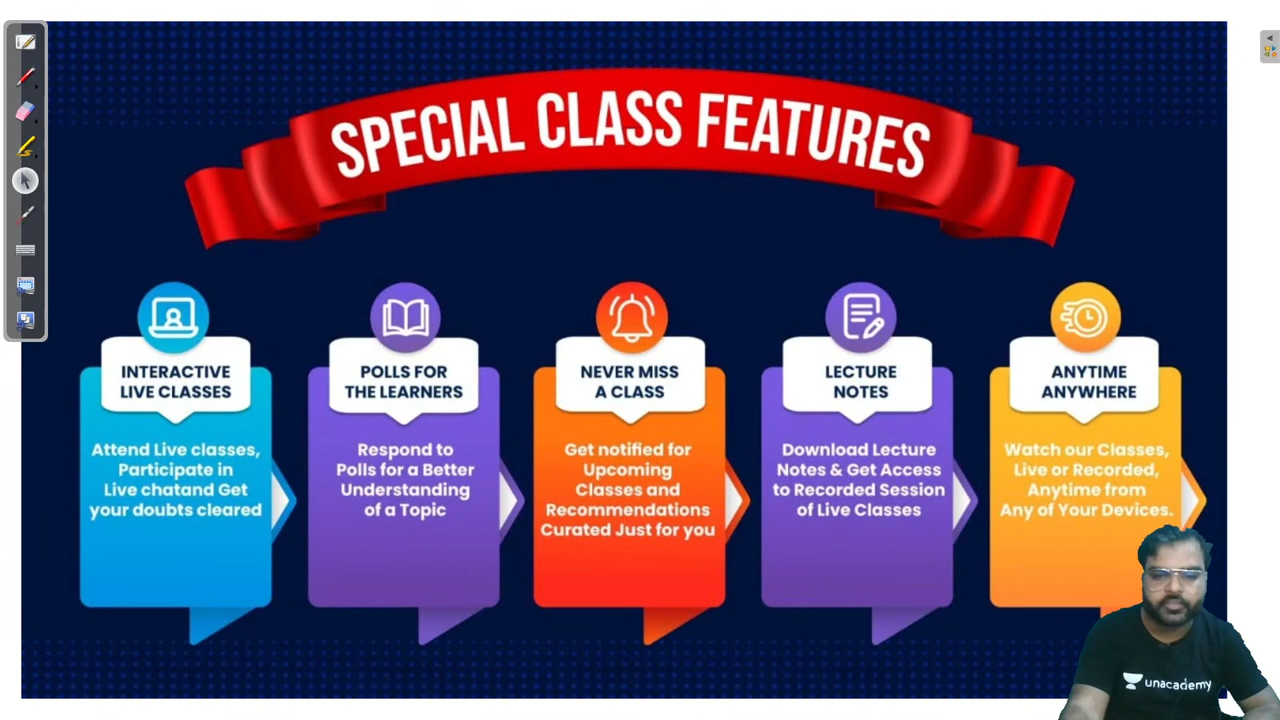 SPECIAL CLASS FEATURES
INTERACTIVE
LIVE CLASSES
Attend Live classes,
Participate in
Live chatand Get
your doubts cleared
POLLS FOR
THE LEARNERS
Respond to
Polls for a Better
Understanding
of a Topic
NEVER MISS
A CLASS
Get notified for
Upcoming
Classes and
Recommendations
Curated Just for you
LECTURE
NOTES
Download Lecture
Notes & Get Access
to Recorded Session
of Live Classes
ANYTIME
ANYWHERE
Watch our Classes,
Live or Recorded,
Anytime from
Any of Your Devices.
unacademy